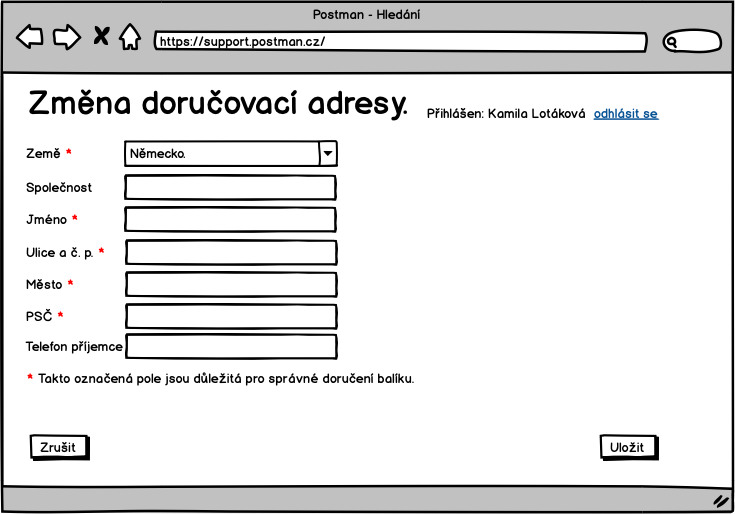 Postman - Hledání
https://support.postman.cz/
Změna doručovací adresy.
Přihlášen: Kamila Lotáková odhlásit se
Země * Německo.
Společnost
Jméno *
Ulice a č. p. *
Město *
PSČ *
Telefon příjemce
* Takto označená pole jsou důležitá pro správné doručení balíku.
Zrušit Uložit